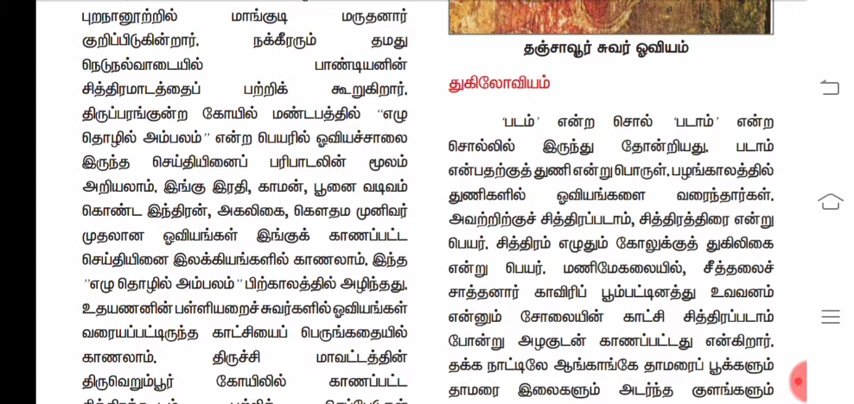 புறநானூற்றில் மாங்குடி மருதனார்
குறிப்பிடுகின்றார். நக்கீரரும் தமது
நெடுநல்வாடையில் பாண்டியனின்
சித்திரமாடத்தைப் பற்றிக் கூறுகிறார்.
திருப்பரங்குன்ற கோயில் மண்டபத்தில் "எழு
தொழில் அம்பலம்" என்ற பெயரில் ஓவியச்சாலை
இருந்த செய்தியினைப் பரிபாடலின் மூலம்
அறியலாம். இங்கு இரதி, காமன், பூனை வடிவம்
கொண்ட இந்திரன், அகலிகை, கௌதம முனிவர்
முதலான ஓவியங்கள் இங்குக் காணப்பட்ட
செய்தியினை இலக்கியங்களில் காணலாம். இந்த
"எழு தொழில் அம்பலம்" பிற்காலத்தில் அழிந்தது.
உதயணனின் பள்ளியறைச் சுவர்களில் ஓவியங்கள்
வரையப்பட்டிருந்த காட்சியைப் பெருங்கதையில்
காணலாம். திருச்சி மாவட்டத்தின்
திருவெறும்பூர் கோயிலில் காணப்பட்ட
தஞ்சாவூர் சுவர் ஓவியம்
துகிலோவியம்
'படம்' என்ற சொல் 'படாம்' என்ற
சொல்லில் இருந்து தோன்றியது. படாம்
என்பதற்குத் துணி என்று பொருள். பழங்காலத்தில்
துணிகளில் ஓவியங்களை வரைந்தார்கள்.
அவற்றிற்குச் சித்திரப்படாம், சித்திரத்திரை என்று
பெயர். சித்திரம் எழுதும் கோலுக்குத் துகிலிகை
என்று பெயர். மணிமேகலையில், சீத்தலைச்
சாத்தனார் காவிரிப் பூம்பட்டினத்து உவவனம்
என்னும் சோலையின் காட்சி சித்திரப்படாம்
போன்று அழகுடன் காணப்பட்டது என்கிறார்.
தக்க நாட்டிலே ஆங்காங்கே தாமரைப் பூக்களும்
தாமரை இலைகளும் அடர்ந்த குளங்களும்